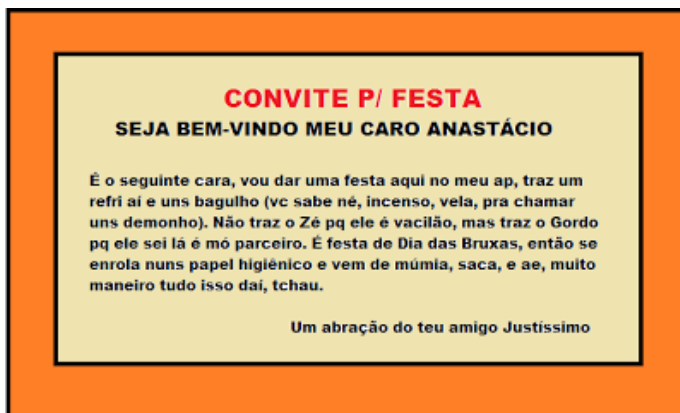 CONVITE P/ FESTA
SEJA BEM-VINDO MEU CARO ANASTÁCIO
É o seguinte cara, vou dar uma festa aqui no meu ap, traz um
refri aí e uns bagulho (vc sabe né, incenso, vela, pra chamar
uns demonho). Não traz o Zé pq ele é vacilão, mas traz o Gordo
pq ele sei lá é mó parceiro. É festa de Dia das Bruxas, então se
enrola nuns papel higiênico e vem de múmia, saca, e ae, muito
maneiro tudo isso daí, tchau.
Um abração do teu amigo Justíssimo